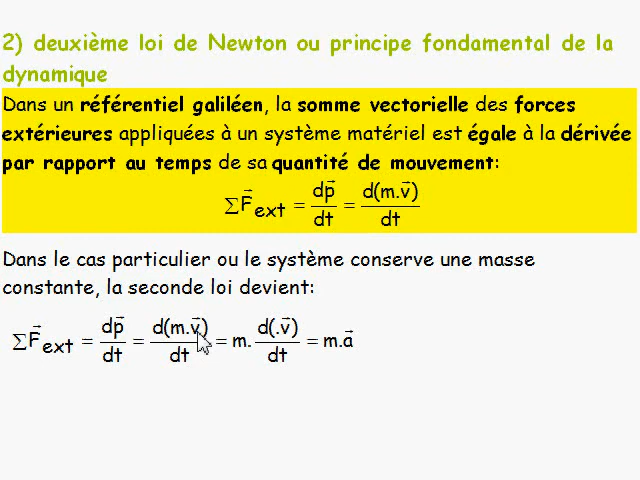 2) deuxième loi de Newton ou principe fondamental de la
dynamique
Dans un référentiel galiléen, la somme vectorielle des forces
extérieures appliquées à un système matériel est égale à la dérivée
par rapport au temps de sa quantité de mouvement:
∑F⃗ext = dp⃗/dt = d(m.v⃗)/dt
Dans le cas particulier ou le système conserve une masse
constante, la seconde loi devient:
∑F⃗ext = dp⃗/dt = d(m.v⃗)/dt = m. d(.v⃗)/dt = m.a⃗